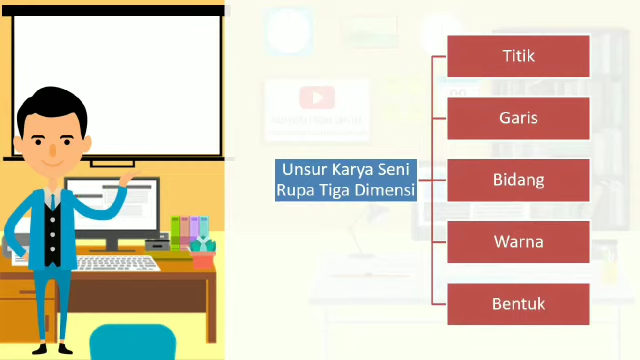 Unsur Karya Seni
Rupa Tiga Dimensi
Titik
Garis
Bidang
Warna
Bentuk